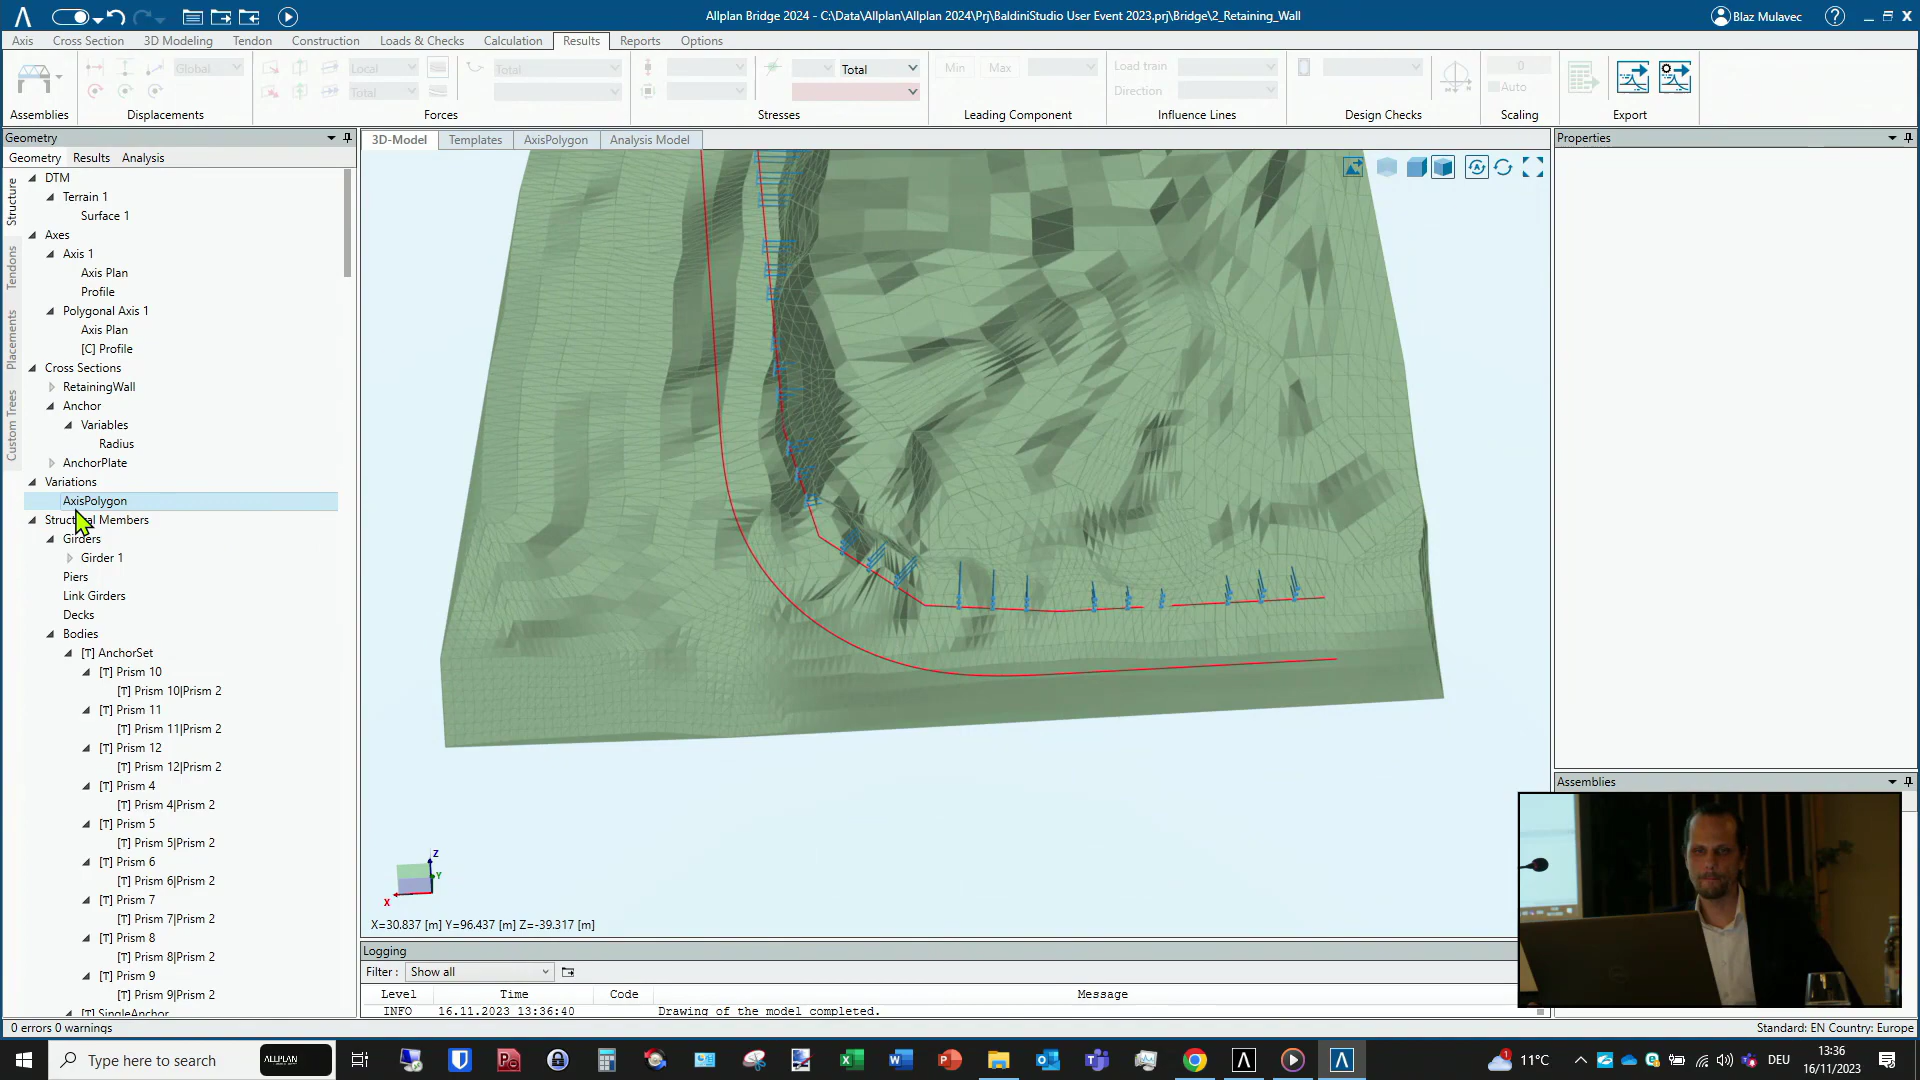 Allplan Bridge 2024 - C:\Data\Allplan\Allplan 2024\Prj\BaldiniStudio User Event 2023.prj\Bridge\2_Retaining_Wall
Blaz Mulavec
Axis Cross Section 3D Modeling Tendon Construction Loads & Checks Calculation Results Reports Options
Global Local Total Total Total Min Max Load train 0
Total Direction Auto
Assemblies Displacements Forces Stresses Leading Component Influence Lines Design Checks Scaling Export
Geometry
3D-Model Templates AxisPolygon Analysis Model
Properties
Geometry Results Analysis
Structure
Tendons
Placements
Custom Trees
DTM
Terrain 1
Surface 1
Axes
Axis 1
Axis Plan
Profile
Polygonal Axis 1
Axis Plan
[C] Profile
Cross Sections
RetainingWall
Anchor
Variables
Radius
AnchorPlate
Variations
AxisPolygon
Structural Members
Girders
Girder 1
Piers
Link Girders
Decks
Bodies
[T] AnchorSet
[T] Prism 10
[T] Prism 10|Prism 2
[T] Prism 11
[T] Prism 11|Prism 2
[T] Prism 12
[T] Prism 12|Prism 2
[T] Prism 4
[T] Prism 4|Prism 2
[T] Prism 5
[T] Prism 5|Prism 2
[T] Prism 6
[T] Prism 6|Prism 2
[T] Prism 7
[T] Prism 7|Prism 2
[T] Prism 8
[T] Prism 8|Prism 2
[T] Prism 9
[T] Prism 9|Prism 2
[T] SingleAnchor
Z
Y
X
X=30.837 [m] Y=96.437 [m] Z=-39.317 [m]
Assemblies
Logging
Filter : Show all
Level Time Code Message
INFO 16.11.2023 13:36:40 Drawing of the model completed.
0 errors 0 warnings
Standard: EN Country: Europe
Type here to search
ALLPLAN
11°C
DEU
13:36
16/11/2023